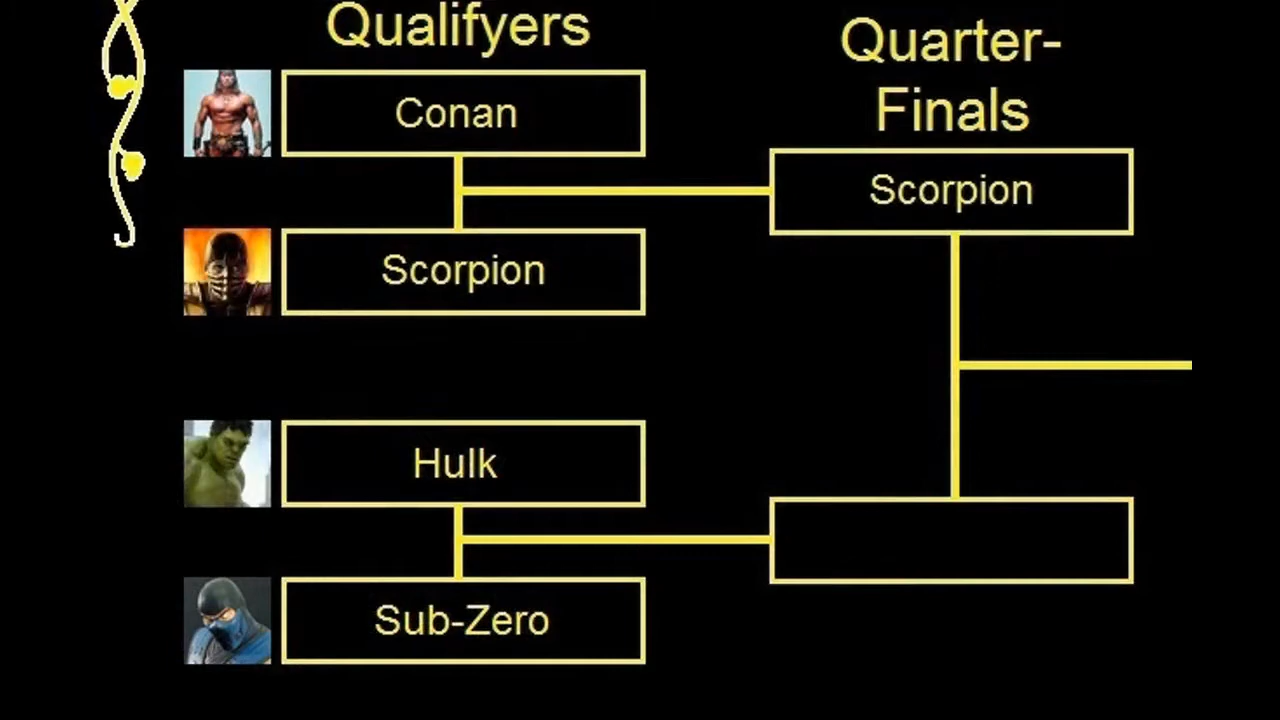 Qualifyers
Quarter-
Finals
Conan
Scorpion
Scorpion
Hulk
Sub-Zero